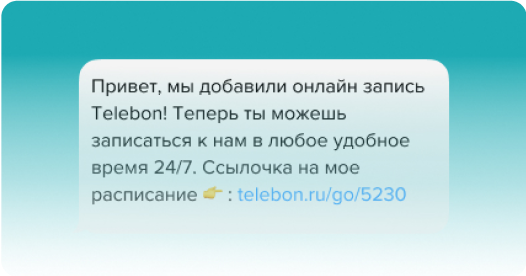 Привет, мы добавили онлайн запись
Telebon! Теперь ты можешь
записаться к нам в любое удобное
время 24/7. Ссылочка на мое
расписание 👉 : telebon.ru/go/5230